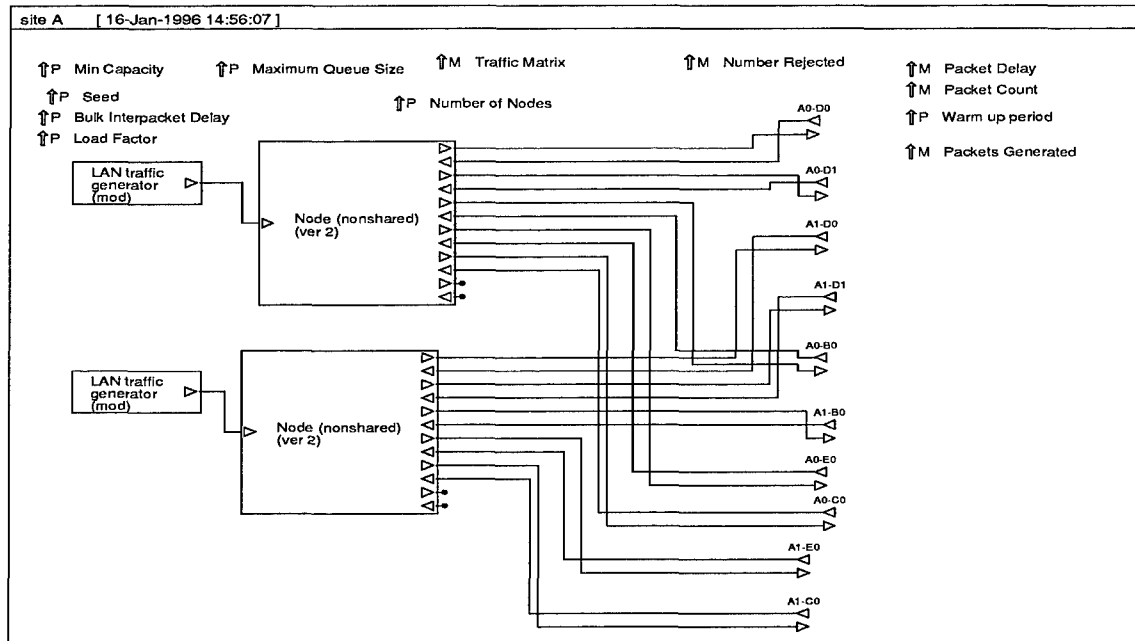 site A [ 16-Jan-1996 14:56:07 ]
⇑P Min Capacity
⇑P Maximum Queue Size
⇑M Traffic Matrix
⇑M Number Rejected
⇑M Packet Delay
⇑P Seed
⇑P Number of Nodes
⇑M Packet Count
⇑P Bulk Interpacket Delay
⇑P Warm up period
⇑P Load Factor
⇑M Packets Generated
LAN traffic
generator
(mod)
Node (nonshared)
(ver 2)
LAN traffic
generator
(mod)
Node (nonshared)
(ver 2)
A0-D0
A0-D1
A1-D0
A1-D1
A0-B0
A1-B0
A0-E0
A0-C0
A1-E0
A1-C0